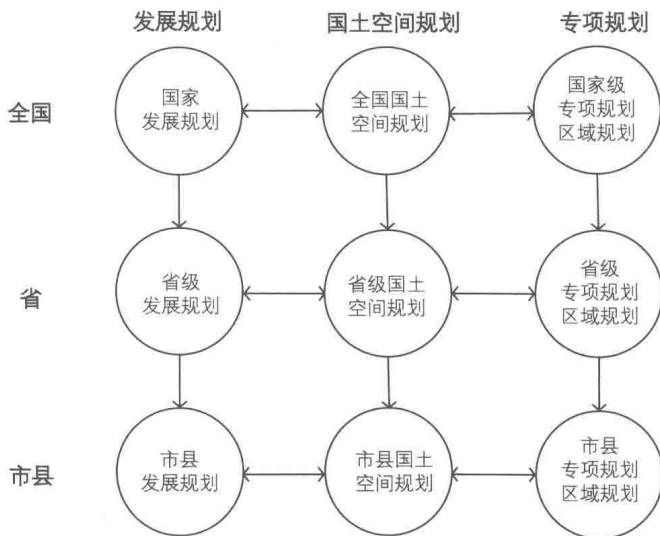 发展规划 国土空间规划 专项规划
全国
国家
发展规划
全国国土
空间规划
国家级
专项规划
区域规划
省
省级
发展规划
省级国土
空间规划
省级
专项规划
区域规划
市县
市县
发展规划
市县国土
空间规划
市县
专项规划
区域规划